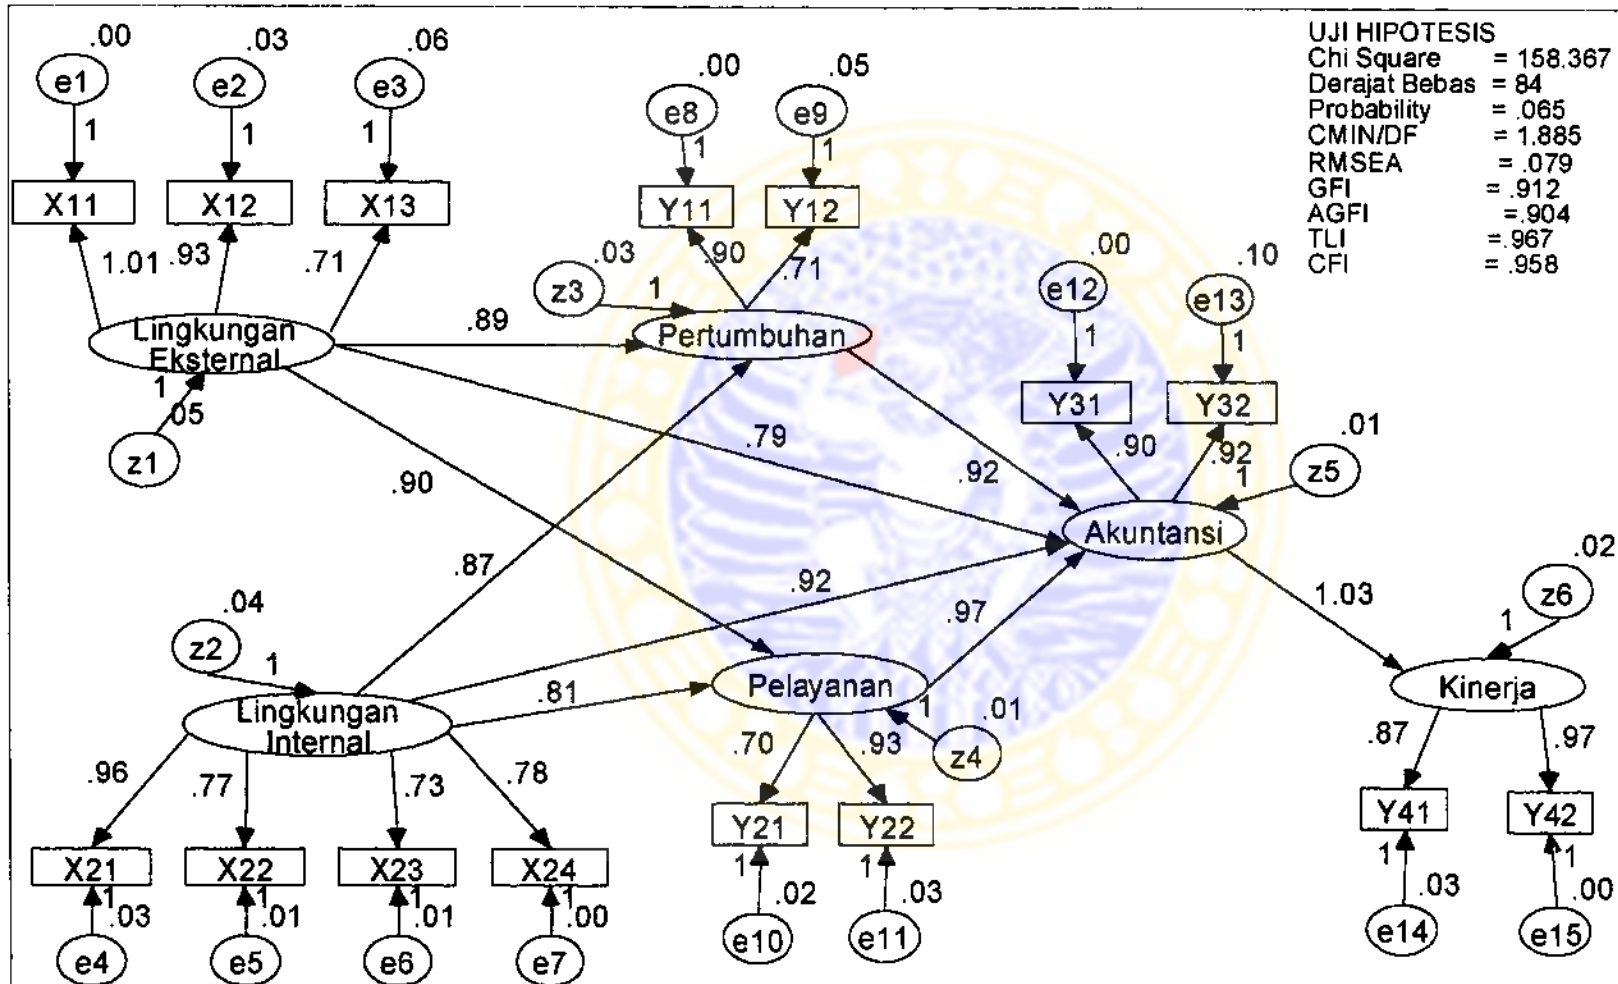 UJI HIPOTESIS
Chi Square = 158.367
Derajat Bebas = 84
Probability = .065
CMIN/DF = 1.885
RMSEA = .079
GFI = .912
AGFI =.904
TLI =.967
CFI = .958
.00 .03 .06
e1 e2 e3
1 1 1
X11 X12 X13
1.01 .93 .71
Lingkungan
Eksternal
1
.05
z1
.00 .05
e8 e9
1 1
Y11 Y12
.90 .71
.03
z3 1
Pertumbuhan
.89
.79
.90
.87
.92
.81
.92
.97
.00 .10
e12 e13
1 1
Y31 Y32
.90 .92
.01
z5
1
Akuntansi
1.03
.02
z6
1
Kinerja
.87 .97
Y41 Y42
1 1
.03 .00
e14 e15
.04
z2 1
Lingkungan
Internal
.96 .77 .73 .78
X21 X22 X23 X24
1 1 1 1
.03 .01 .01 .00
e4 e5 e6 e7
Pelayanan
1
.01
z4
.70 .93
Y21 Y22
1 1
.02 .03
e10 e11